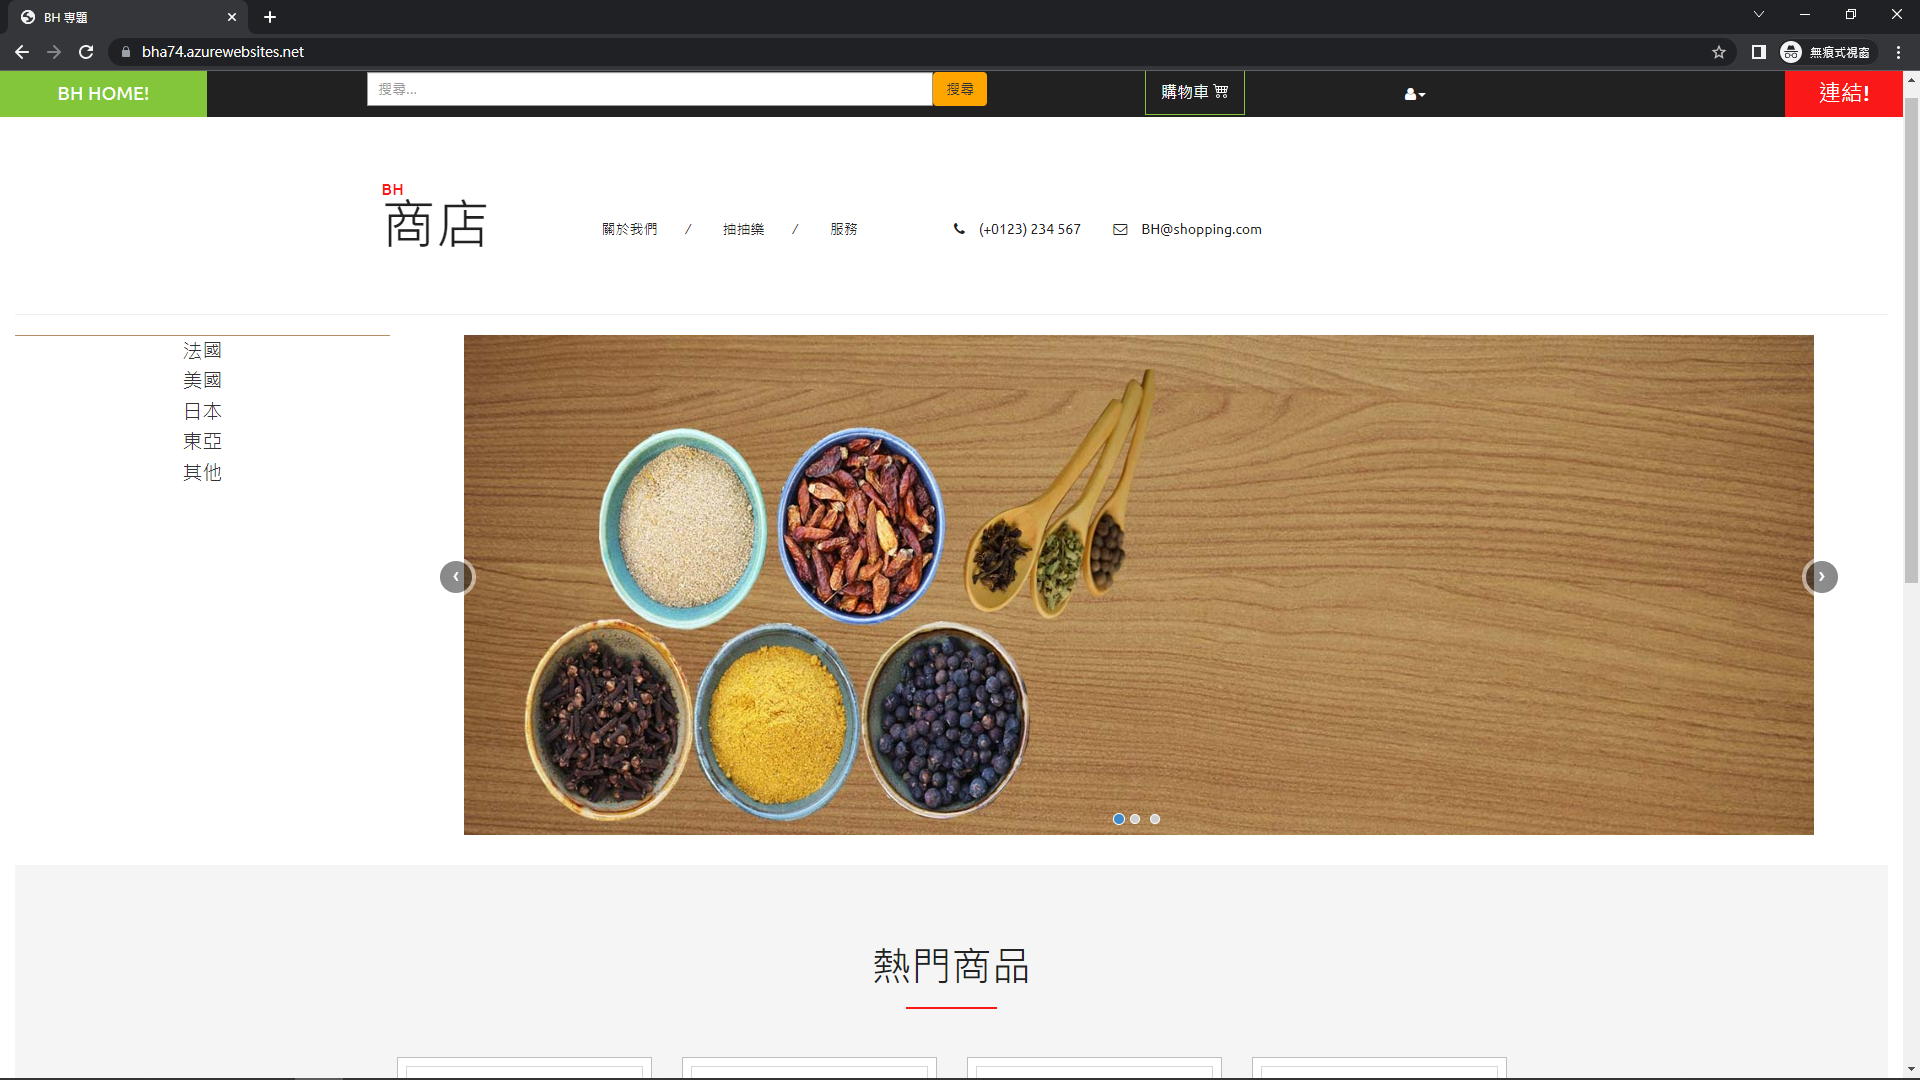 BH 專題
bha74.azurewebsites.net
無痕式視窗
BH HOME!
搜尋...
搜尋
購物車
連結!
BH
商店
關於我們 / 抽抽樂 / 服務
(+0123) 234 567
BH@shopping.com
法國
美國
日本
東亞
其他
熱門商品